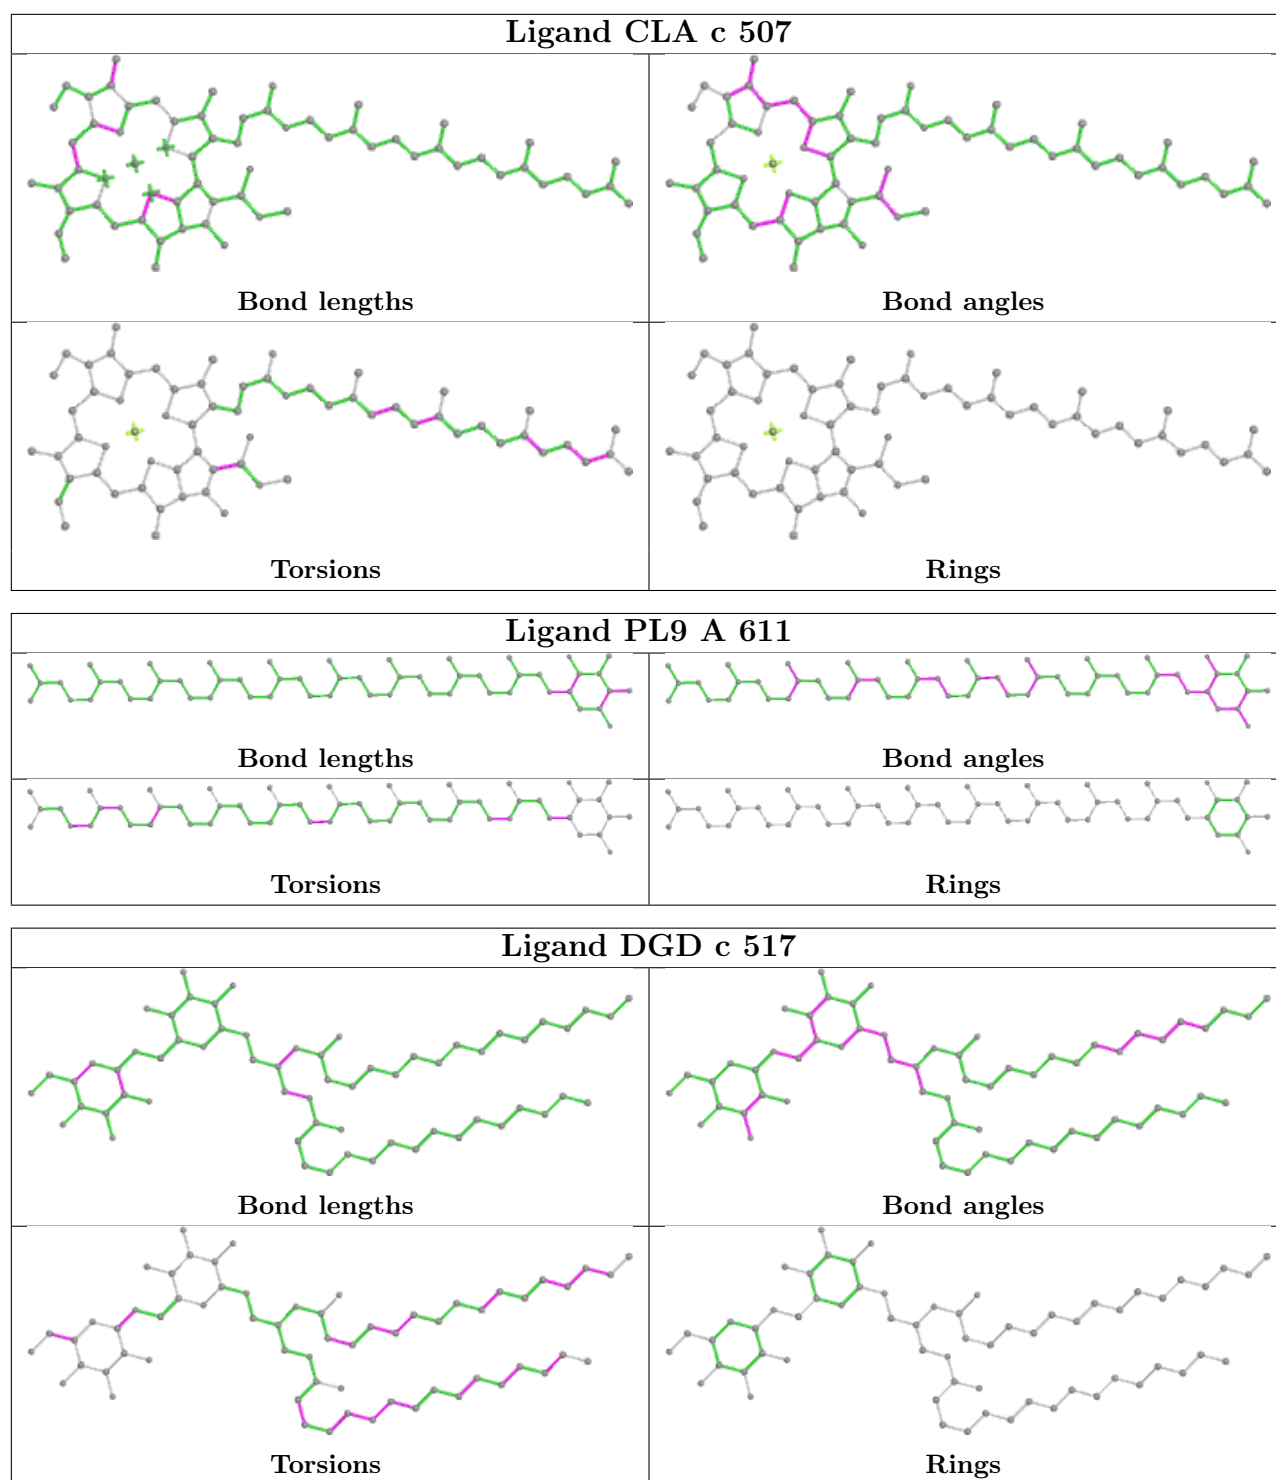 Ligand CLA c 507
Bond lengths
Bond angles
Torsions
Rings
Ligand PL9 A 611
Bond lengths
Bond angles
Torsions
Rings
Ligand DGD c 517
Bond lengths
Bond angles
Torsions
Rings